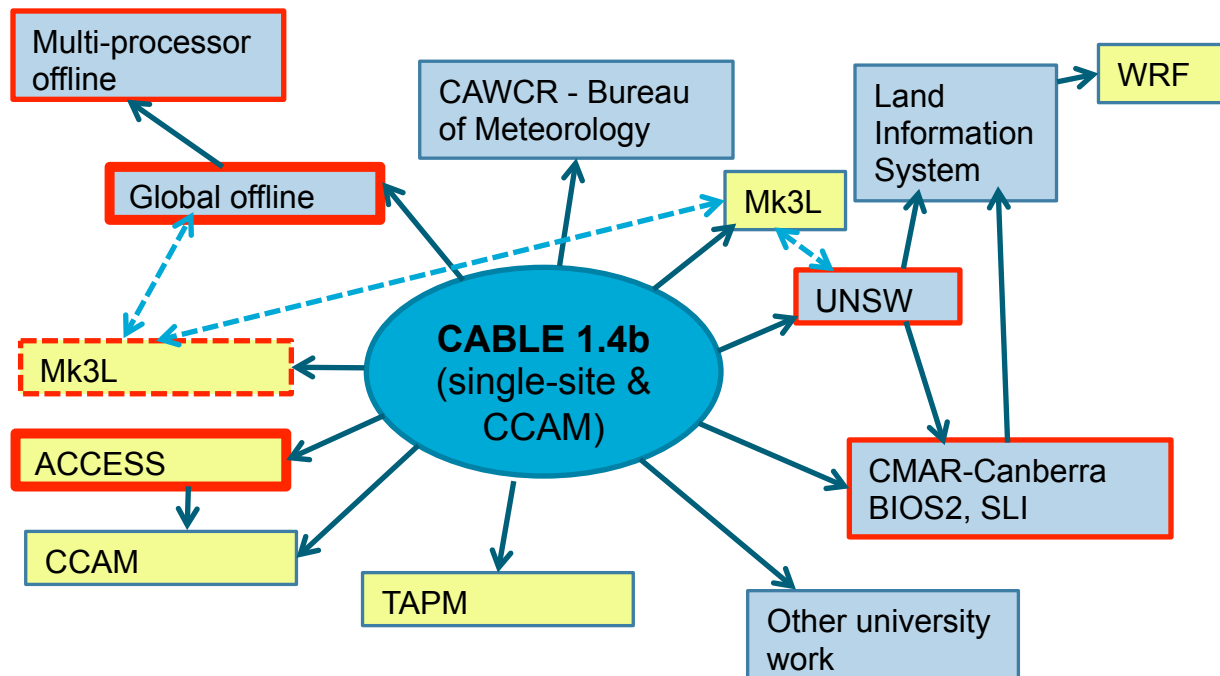 Multi-processor
offline
CAWCR - Bureau
of Meteorology
Land
Information
System
WRF
Global offline
Mk3L
UNSW
CABLE 1.4b
(single-site &
CCAM)
Mk3L
ACCESS
CMAR-Canberra
BIOS2, SLI
CCAM
TAPM
Other university
work